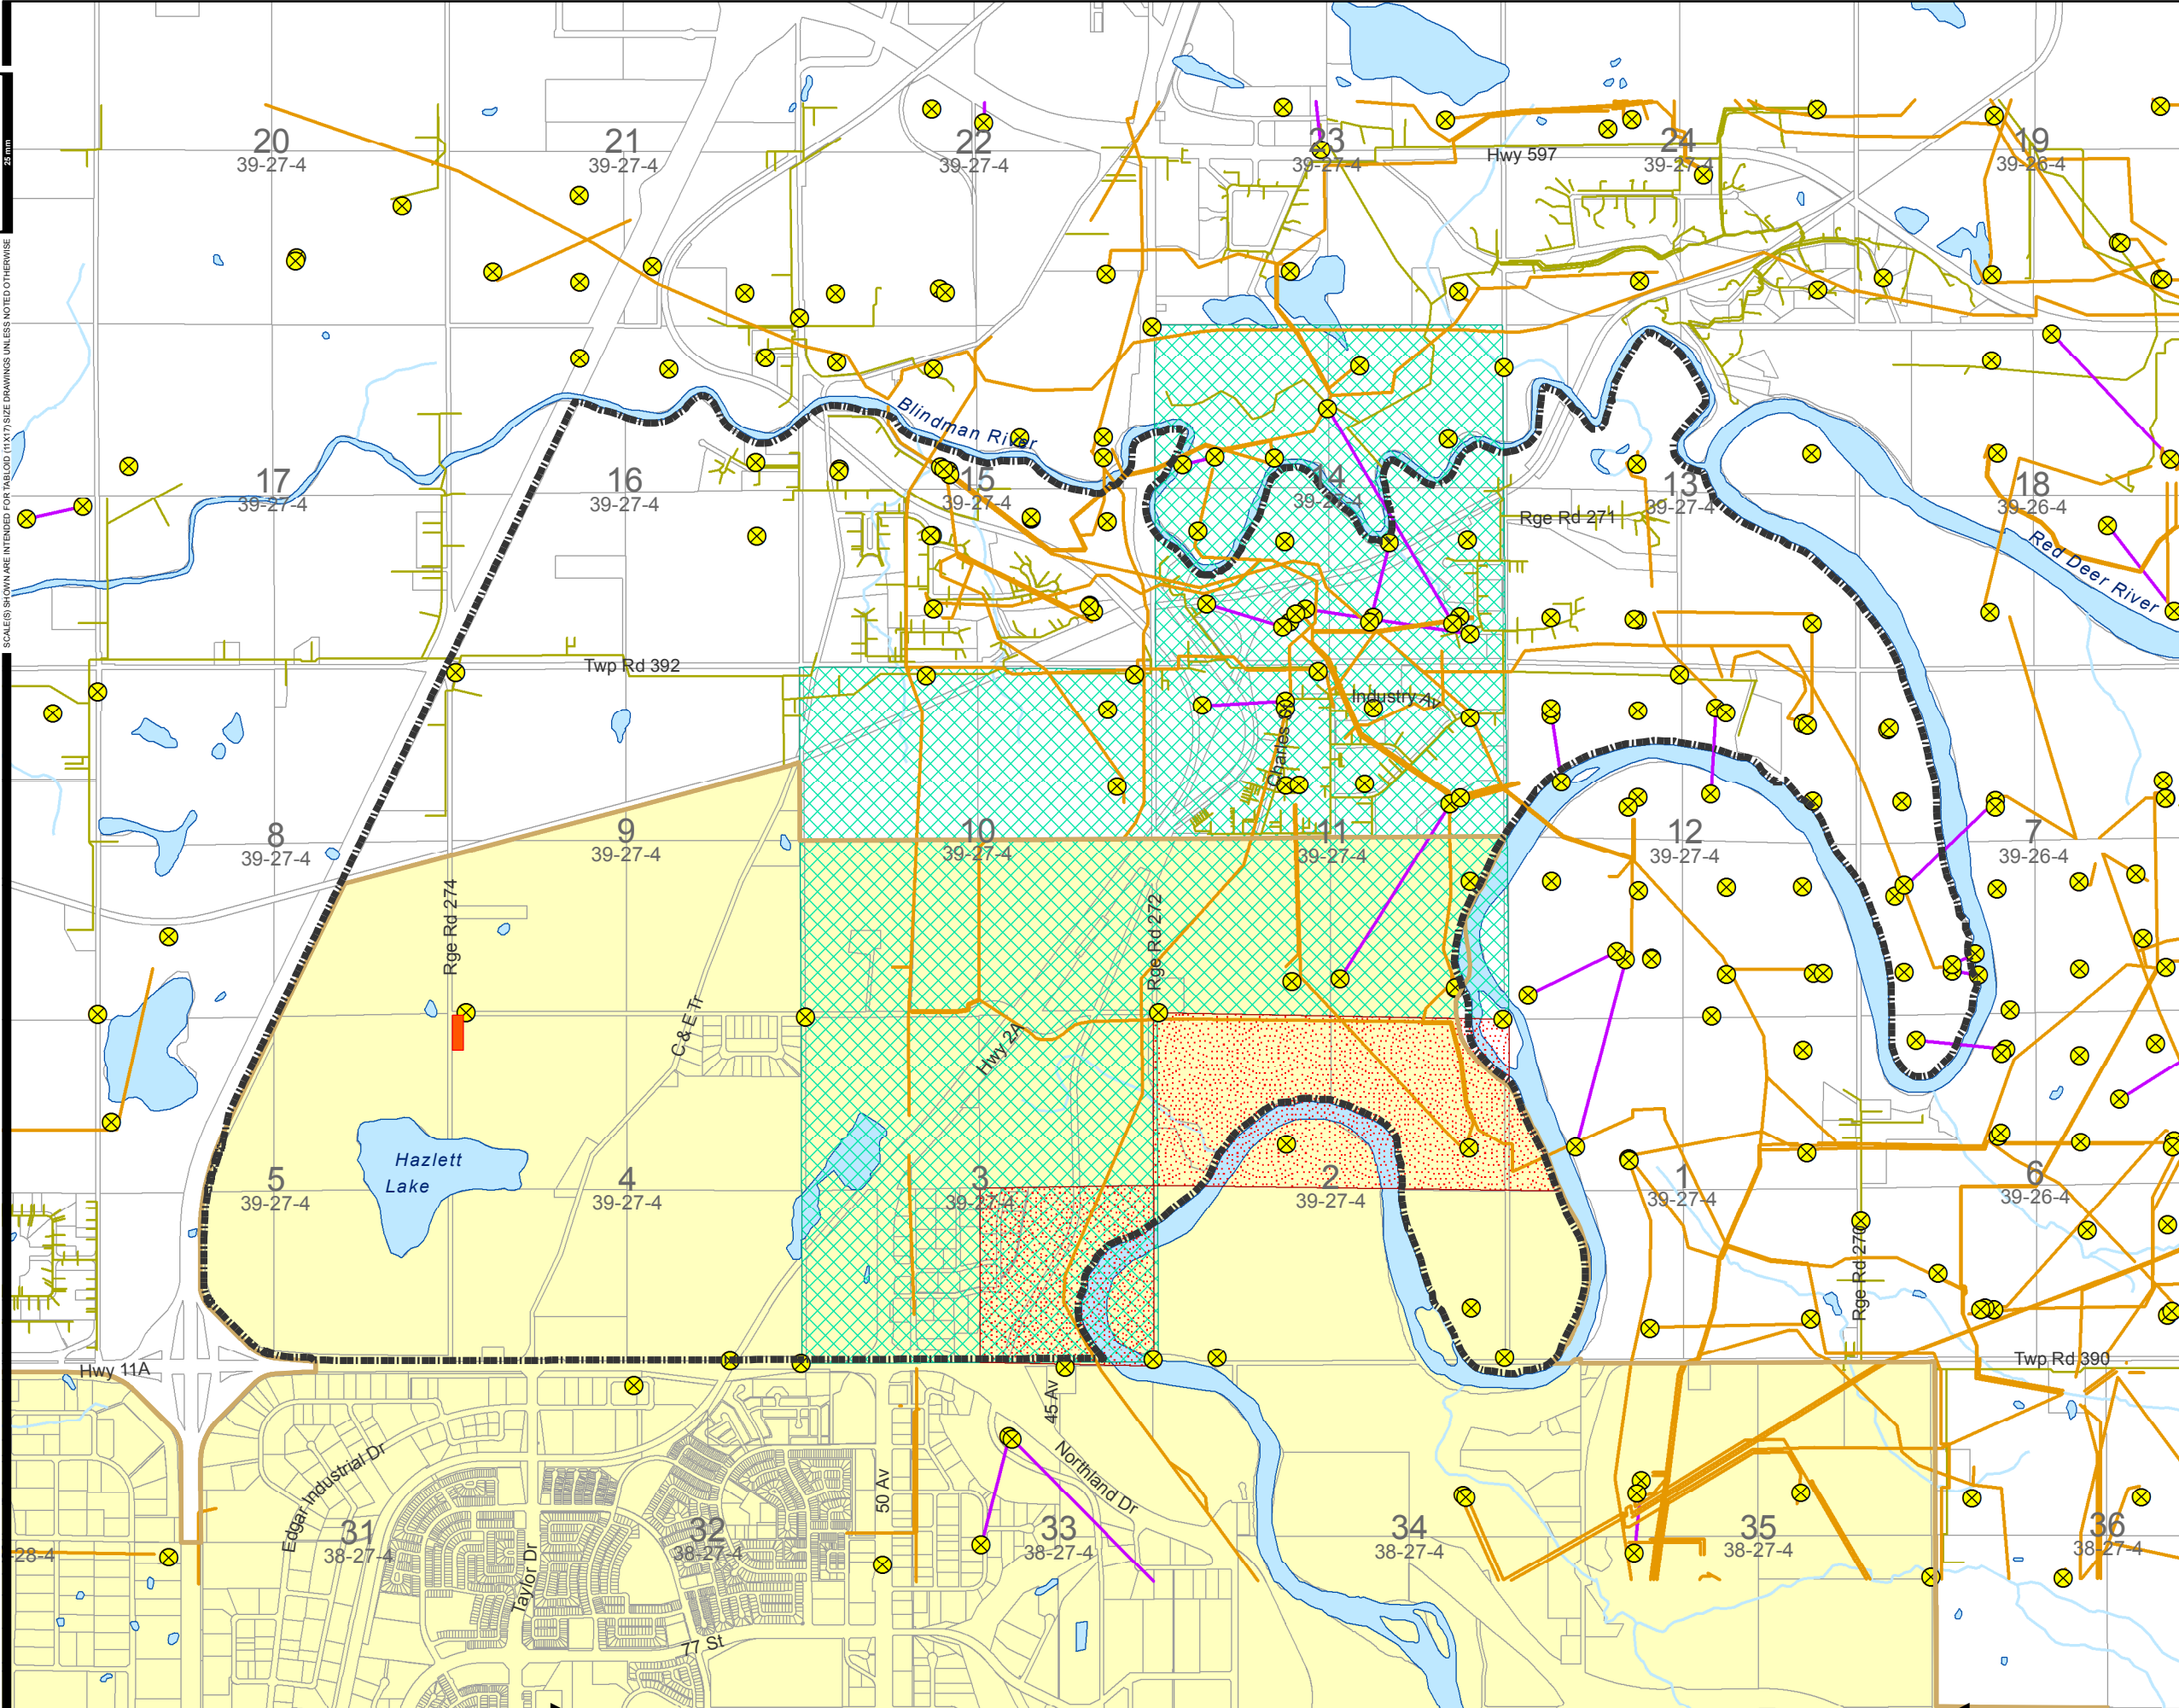 25 mm
SCALE(S) SHOWN ARE INTENDED FOR TABLOID (11X17) SIZE DRAWINGS UNLESS NOTED OTHERWISE
20
39-27-4
21
39-27-4
22
39-27-4
23
39-27-4
24
39-27-4
19
39-26-4
Hwy 597
Blindman River
17
39-27-4
16
39-27-4
15
39-27-4
14
39-27-4
13
39-27-4
18
39-26-4
Rge Rd 271
Red Deer River
Twp Rd 392
Industry Av
Charles St
8
39-27-4
9
39-27-4
10
39-27-4
11
39-27-4
12
39-27-4
7
39-26-4
Rge Rd 274
Rge Rd 272
C & E Tr
Hwy 2A
Hazlett
Lake
5
39-27-4
4
39-27-4
3
39-27-4
2
39-27-4
1
39-27-4
6
39-26-4
Rge Rd 270
Hwy 11A
Twp Rd 390
45 Av
Northland Dr
Edgar Industrial Dr
50 Av
-28-4
31
38-27-4
32
38-27-4
33
38-27-4
34
38-27-4
35
38-27-4
36
38-27-4
Taylor Dr
77 St